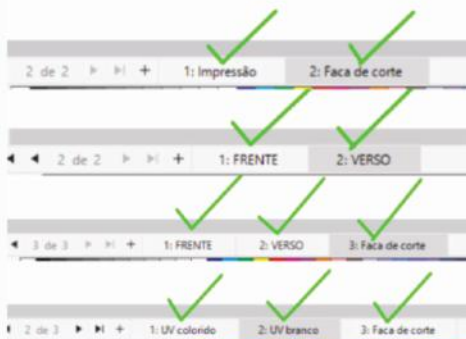 2 de 2 + 1: Impressão 2: Faca de corte
2 de 2 + 1: FRENTE 2: VERSO
3 de 3 + 1: FRENTE 2: VERSO 3: Faca de corte
2 de 3 + 1: UV colorido 2: UV branco 3: Faca de corte